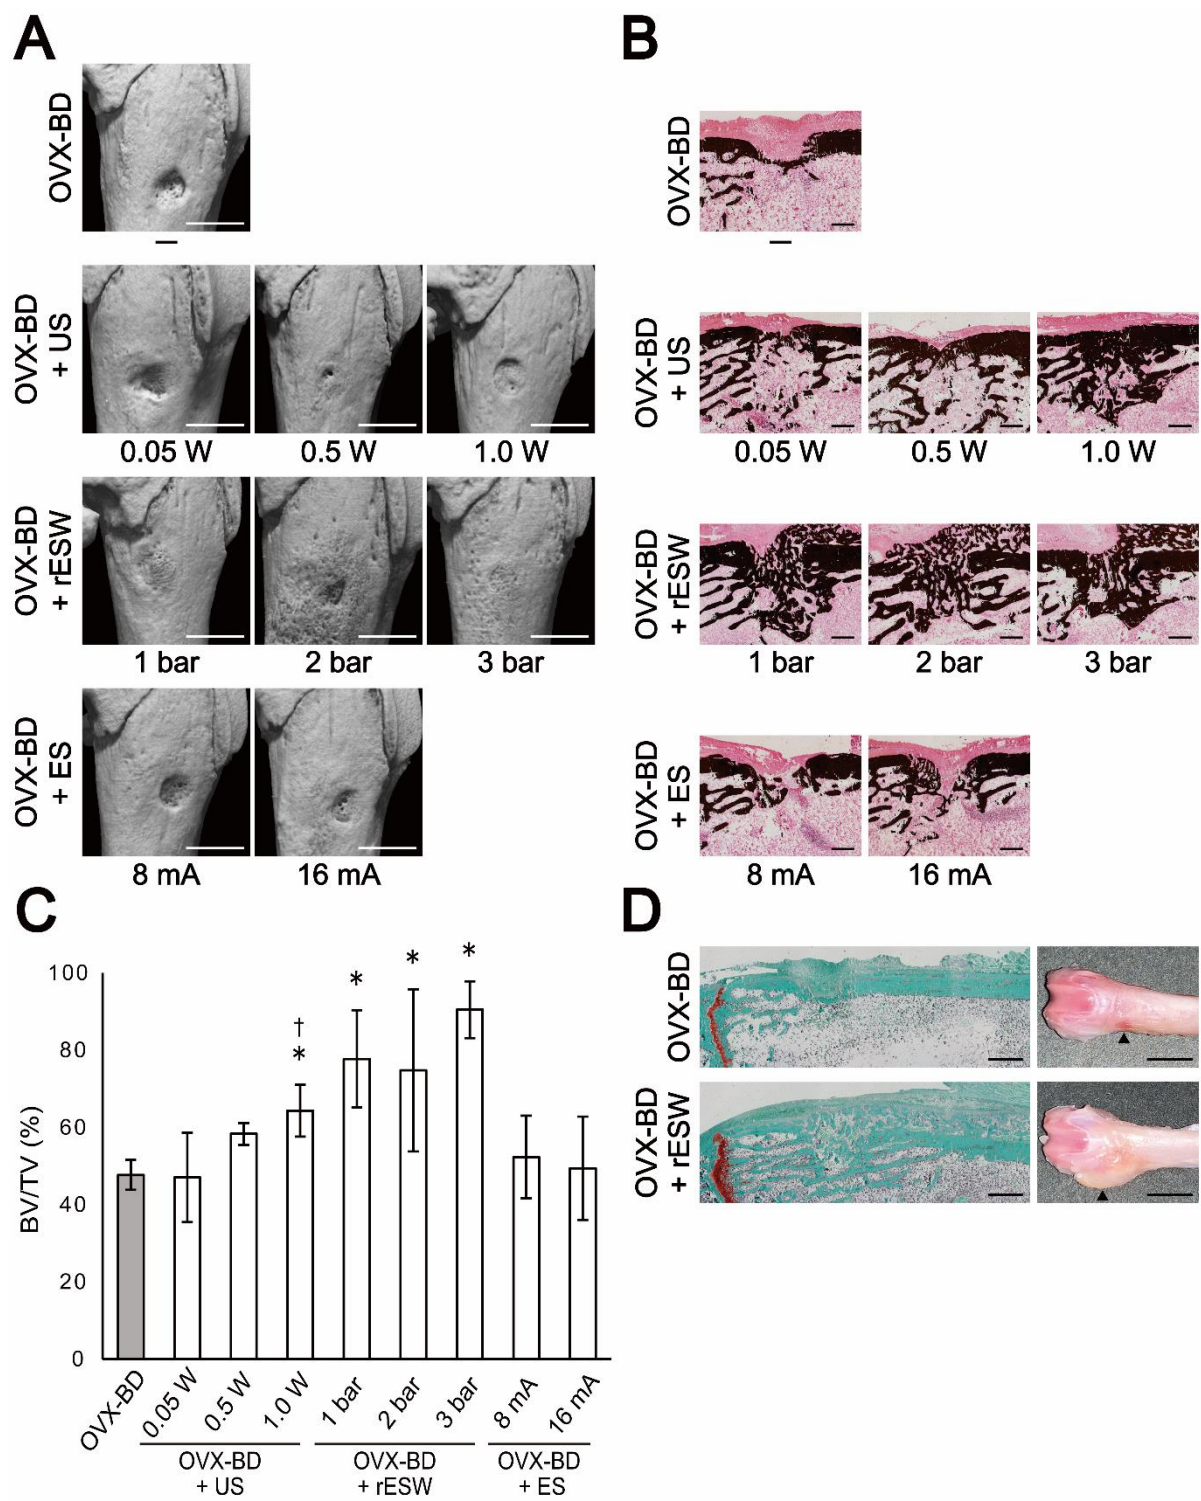 A
OVX-BD
OVX-BD
+ US
0.05 W
0.5 W
1.0 W
OVX-BD
+ rESW
1 bar
2 bar
3 bar
OVX-BD
+ ES
8 mA
16 mA
B
OVX-BD
OVX-BD
+ US
0.05 W
0.5 W
1.0 W
OVX-BD
+ rESW
1 bar
2 bar
3 bar
OVX-BD
+ ES
8 mA
16 mA
C
BV/TV (%)
100
80
60
40
20
0
†
*
*
*
*
OVX-BD
0.05 W
0.5 W
1.0 W
1 bar
2 bar
3 bar
8 mA
16 mA
OVX-BD
+ US
OVX-BD
+ rESW
OVX-BD
+ ES
D
OVX-BD
OVX-BD
+ rESW